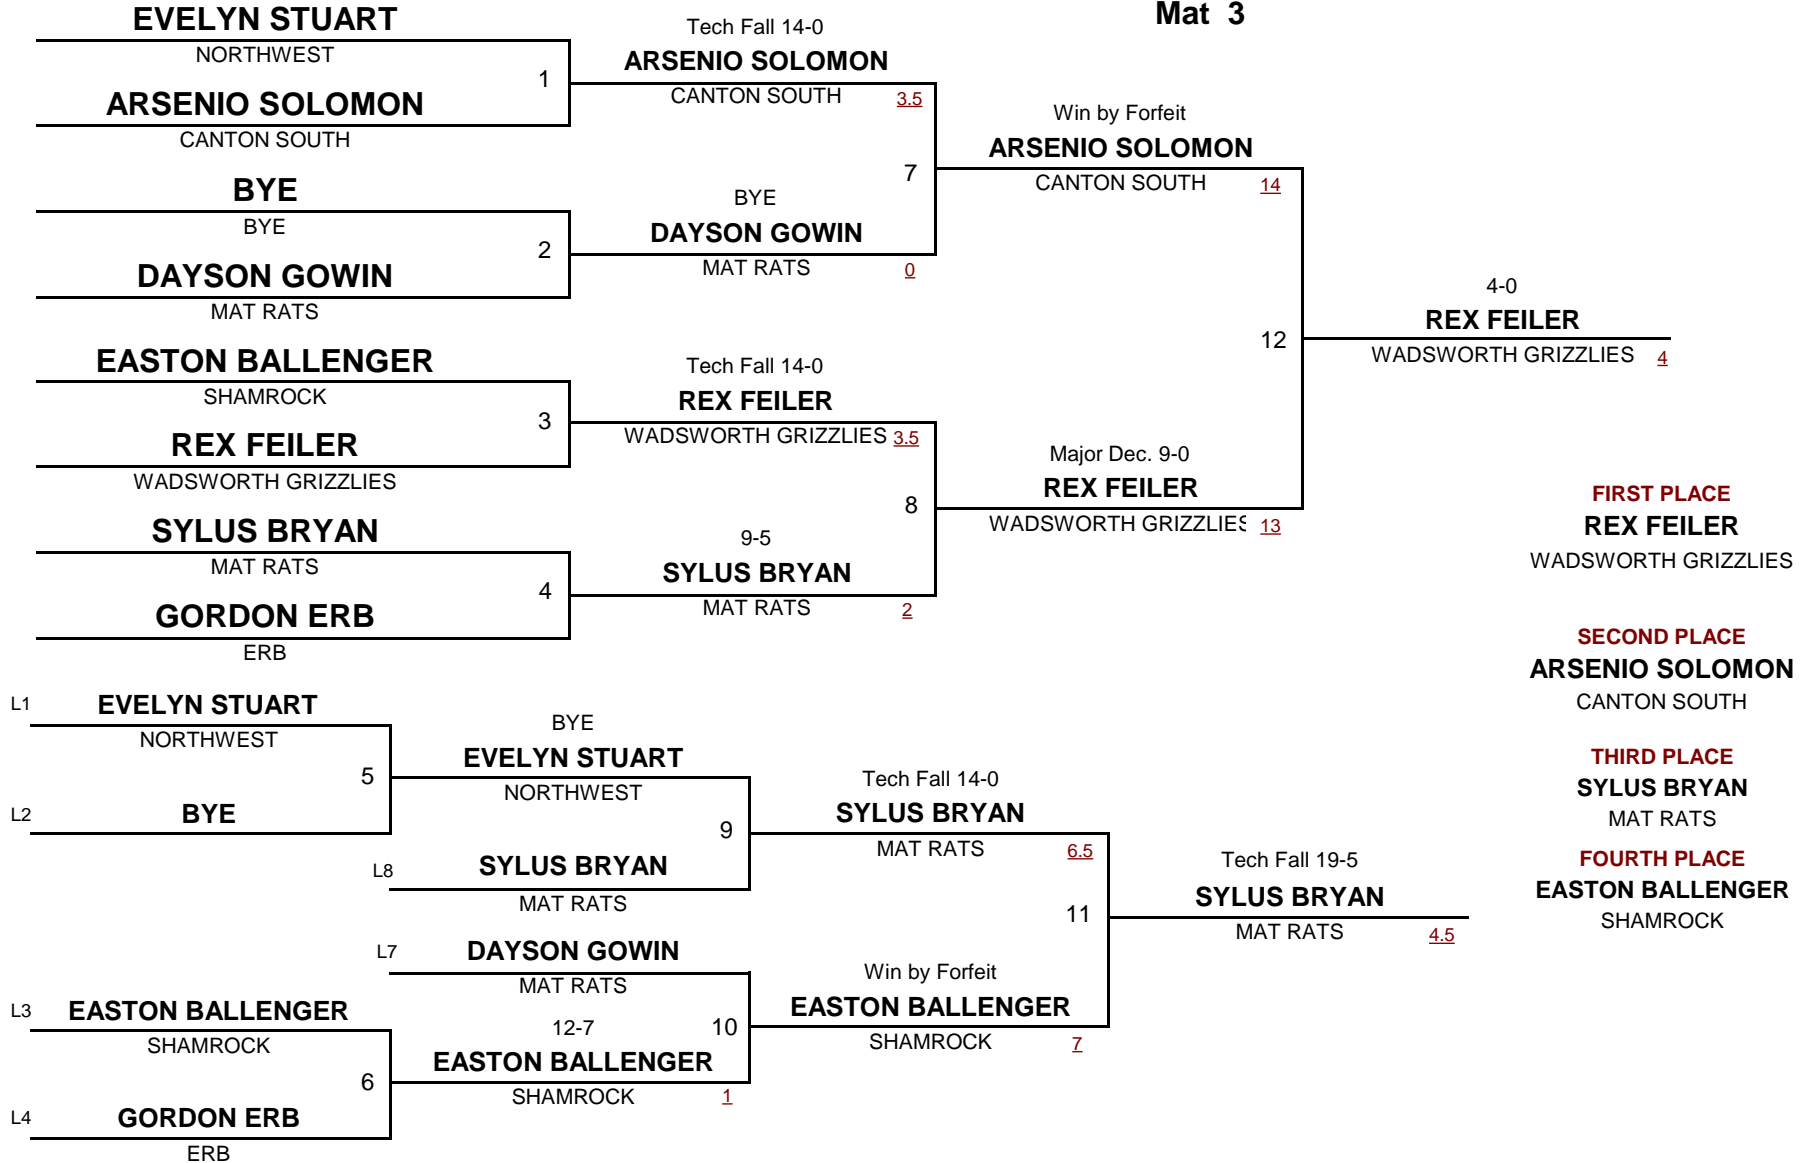 Mat 3
EVELYN STUART
NORTHWEST
1
ARSENIO SOLOMON
CANTON SOUTH
BYE
BYE
2
DAYSON GOWIN
MAT RATS
EASTON BALLENGER
SHAMROCK
3
REX FEILER
WADSWORTH GRIZZLIES
SYLUS BRYAN
MAT RATS
4
GORDON ERB
ERB
Tech Fall 14-0
ARSENIO SOLOMON
CANTON SOUTH 3.5
7
BYE
DAYSON GOWIN
MAT RATS 0
Tech Fall 14-0
REX FEILER
WADSWORTH GRIZZLIES 3.5
8
9-5
SYLUS BRYAN
MAT RATS 2
Win by Forfeit
ARSENIO SOLOMON
CANTON SOUTH 14
12
Major Dec. 9-0
REX FEILER
WADSWORTH GRIZZLIES 13
4-0
REX FEILER
WADSWORTH GRIZZLIES 4
FIRST PLACE
REX FEILER
WADSWORTH GRIZZLIES
SECOND PLACE
ARSENIO SOLOMON
CANTON SOUTH
THIRD PLACE
SYLUS BRYAN
MAT RATS
FOURTH PLACE
EASTON BALLENGER
SHAMROCK
L1 EVELYN STUART
NORTHWEST
5
L2 BYE
BYE
EVELYN STUART
NORTHWEST
9
L8 SYLUS BRYAN
MAT RATS
L7 DAYSON GOWIN
MAT RATS
L3 EASTON BALLENGER
SHAMROCK
6
L4 GORDON ERB
ERB
12-7
10
EASTON BALLENGER
SHAMROCK 1
Tech Fall 14-0
SYLUS BRYAN
MAT RATS 6.5
11
Win by Forfeit
EASTON BALLENGER
SHAMROCK 7
Tech Fall 19-5
SYLUS BRYAN
MAT RATS 4.5